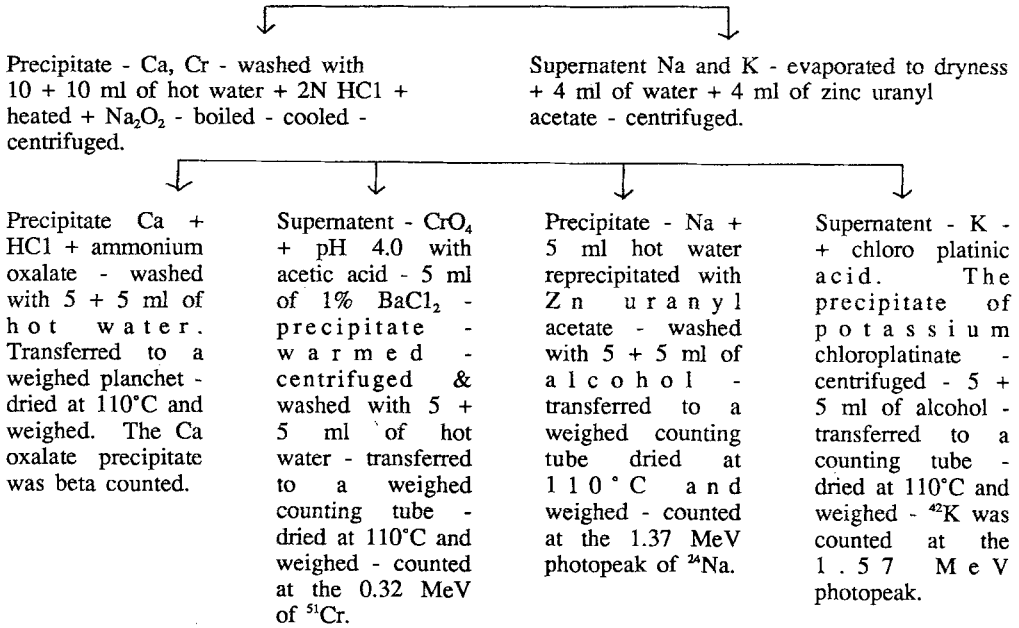 Precipitate - Ca, Cr - washed with
10 + 10 ml of hot water + 2N HCl +
heated + Na₂O₂ - boiled - cooled -
centrifuged.
Supernatent Na and K - evaporated to dryness
+ 4 ml of water + 4 ml of zinc uranyl
acetate - centrifuged.
Precipitate Ca +
HCl + ammonium
oxalate - washed
with 5 + 5 ml of
hot water.
Transferred to a
weighed planchet -
dried at 110°C and
weighed. The Ca
oxalate precipitate
was beta counted.
Supernatent - CrO₄
+ pH 4.0 with
acetic acid - 5 ml
of 1% BaCl₂ -
precipitate -
warmed -
centrifuged &
washed with 5 +
5 ml of hot
water - transferred
to a weighed
counting tube -
dried at 110°C and
weighed - counted
at the 0.32 MeV
of ⁵¹Cr.
Precipitate - Na +
5 ml hot water
reprecipitated with
Zn uranyl
acetate - washed
with 5 + 5 ml of
alcohol -
transferred to a
weighed counting
tube dried at
110°C and
weighed - counted
at the 1.37 MeV
photopeak of ²⁴Na.
Supernatent - K -
+ chloro platinic
acid. The
precipitate of
potassium
chloroplatinate -
centrifuged - 5 +
5 ml of alcohol -
transferred to a
counting tube -
dried at 110°C and
weighed - ⁴²K was
counted at the
1.57 MeV
photopeak.